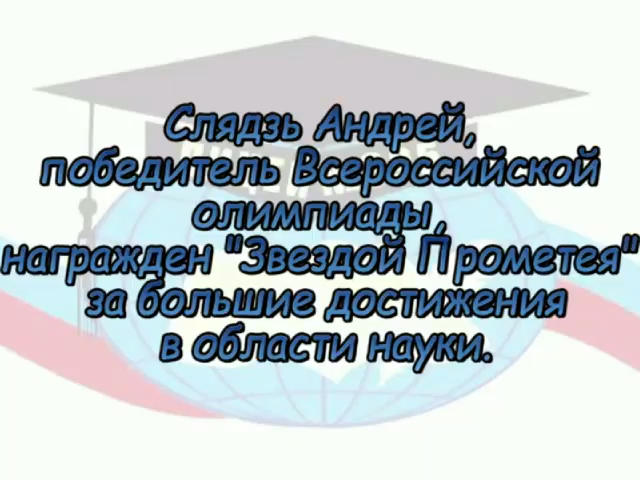 Слядзь Андрей,
победитель Всероссийской
олимпиады,
награжден "Звездой Прометея"
за большие достижения
в области науки.